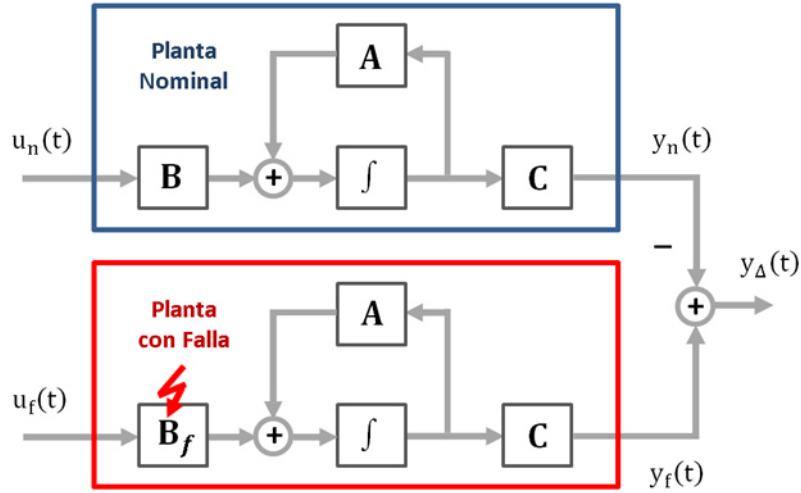 Planta
Nominal
A
u_n(t)
B
+
∫
C
y_n(t)
−
y_Δ(t)
+
Planta
con Falla
A
u_f(t)
B_f
+
∫
C
y_f(t)